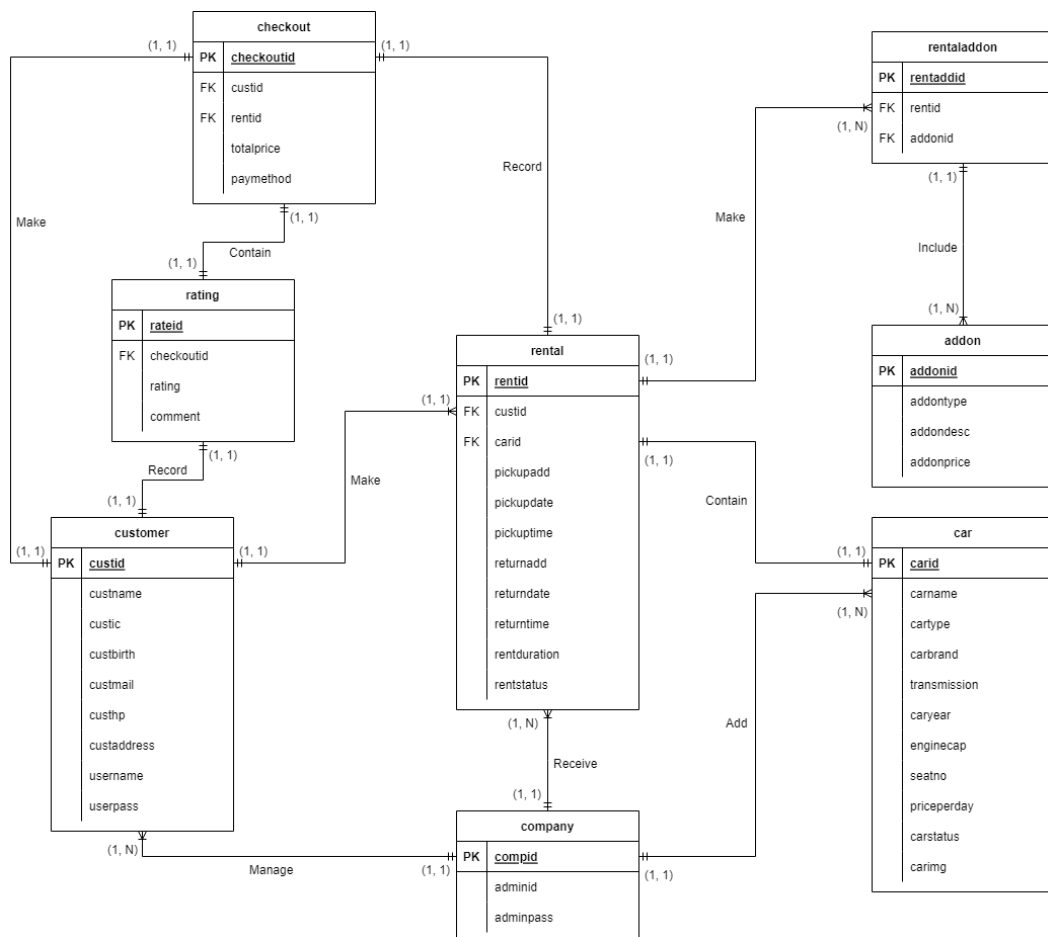 checkout
(1, 1)
(1, 1)
PK checkoutid
FK custid
FK rentid
totalprice
paymethod
(1, 1)
Make
Contain
Record
(1, 1)
rating
PK rateid
FK checkoutid
rating
comment
(1, 1)
Record
(1, 1)
rentaladdon
PK rentaddid
FK rentid
FK addonid
(1, N)
(1, 1)
Make
Include
(1, N)
addon
PK addonid
addontype
addondesc
addonprice
(1, 1)
rental
(1, 1)
PK rentid
(1, 1)
FK custid
FK carid
(1, 1)
pickupadd
pickupdate
pickuptime
returnadd
returndate
returntime
rentduration
rentstatus
(1, N)
Make
Contain
customer
(1, 1)
(1, 1)
PK custid
custname
custic
custbirth
custmail
custhp
custaddress
username
userpass
(1, N)
Manage
car
(1, 1)
PK carid
(1, N)
carname
cartype
carbrand
transmission
caryear
enginecap
seatno
priceperday
carstatus
carimg
Add
Receive
(1, 1)
company
(1, 1)
PK compid
(1, 1)
adminid
adminpass